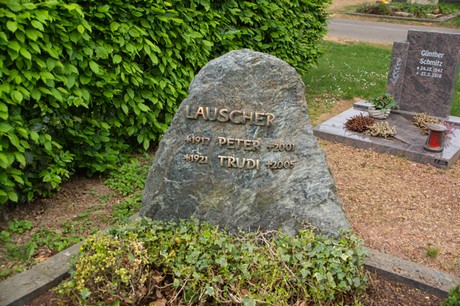 LAUSCHER
*1917 PETER +2001
*1921 TRUDI +2005
Günther
Schmitz